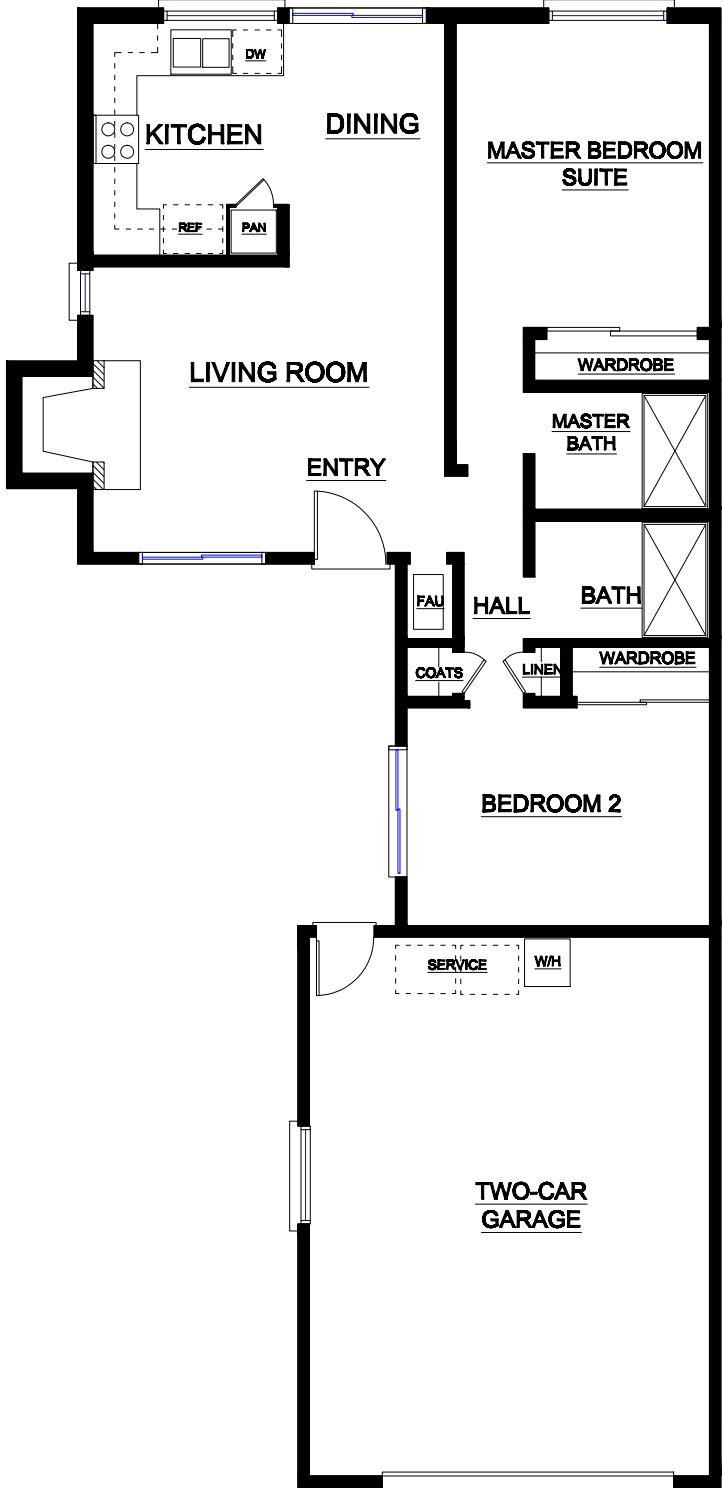 DW
KITCHEN
DINING
MASTER BEDROOM
SUITE
REF
PAN
WARDROBE
LIVING ROOM
MASTER
BATH
ENTRY
FAU
HALL
BATH
COATS
LINEN
WARDROBE
BEDROOM 2
SERVICE
W/H
TWO-CAR
GARAGE